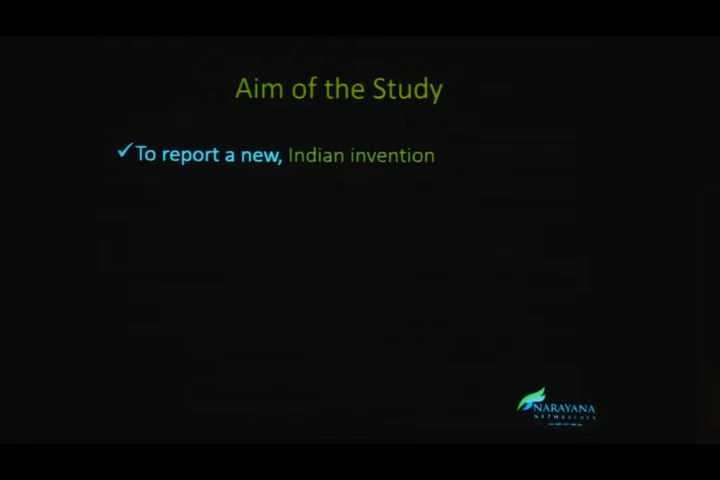 Aim of the Study
✓To report a new, Indian invention
NARAYANA
NETHRALAYA